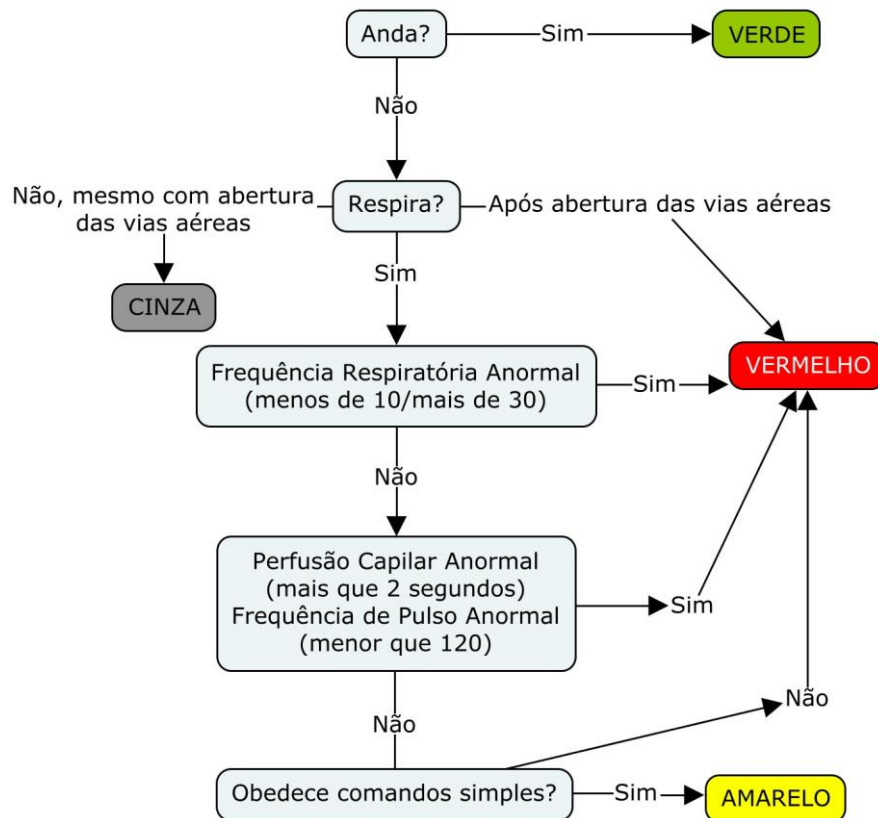 Anda?
Sim
VERDE
Não
Não, mesmo com abertura
das vias aéreas
Respira?
Após abertura das vias aéreas
CINZA
Sim
Frequência Respiratória Anormal
(menos de 10/mais de 30)
Sim
VERMELHO
Não
Perfusão Capilar Anormal
(mais que 2 segundos)
Frequência de Pulso Anormal
(menor que 120)
Sim
Não
Não
Obedece comandos simples?
Sim
AMARELO